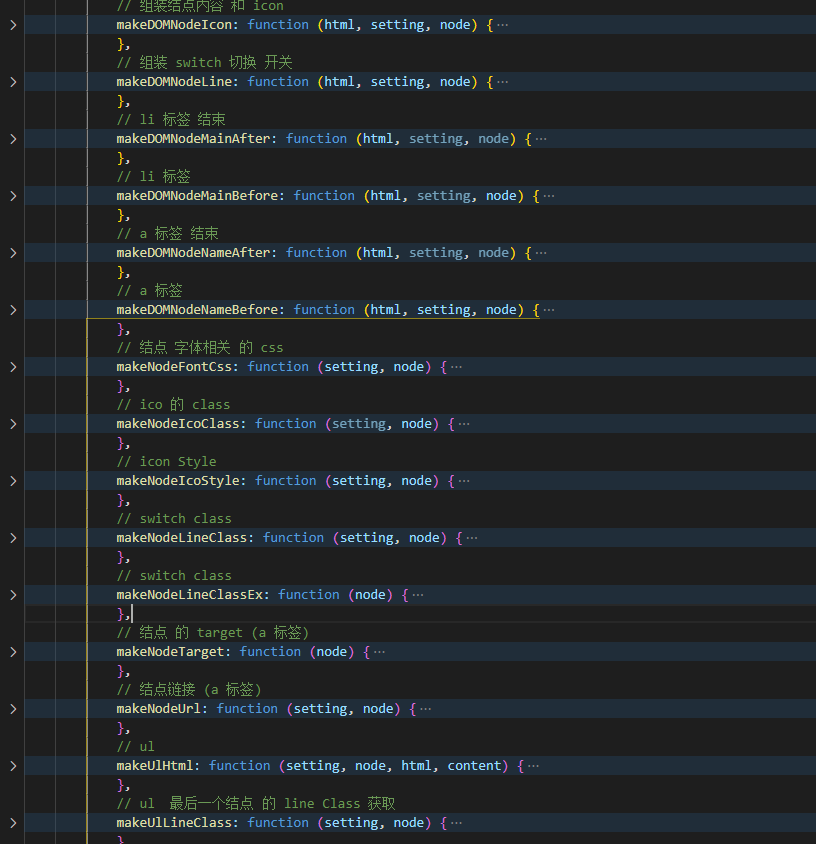 // 组装结点内容 和 icon
makeDOMNodeIcon: function (html, setting, node) {…
},
// 组装 switch 切换 开关
makeDOMNodeLine: function (html, setting, node) {…
},
// li 标签 结束
makeDOMNodeMainAfter: function (html, setting, node) {…
},
// li 标签
makeDOMNodeMainBefore: function (html, setting, node) {…
},
// a 标签 结束
makeDOMNodeNameAfter: function (html, setting, node) {…
},
// a 标签
makeDOMNodeNameBefore: function (html, setting, node) {…
},
// 结点 字体相关 的 css
makeNodeFontCss: function (setting, node) {…
},
// ico 的 class
makeNodeIcoClass: function (setting, node) {…
},
// icon Style
makeNodeIcoStyle: function (setting, node) {…
},
// switch class
makeNodeLineClass: function (setting, node) {…
},
// switch class
makeNodeLineClassEx: function (node) {…
},
// 结点 的 target (a 标签)
makeNodeTarget: function (node) {…
},
// 结点链接 (a 标签)
makeNodeUrl: function (setting, node) {…
},
// ul
makeUlHtml: function (setting, node, html, content) {…
},
// ul  最后一个结点 的 line Class 获取
makeUlLineClass: function (setting, node) {…
}